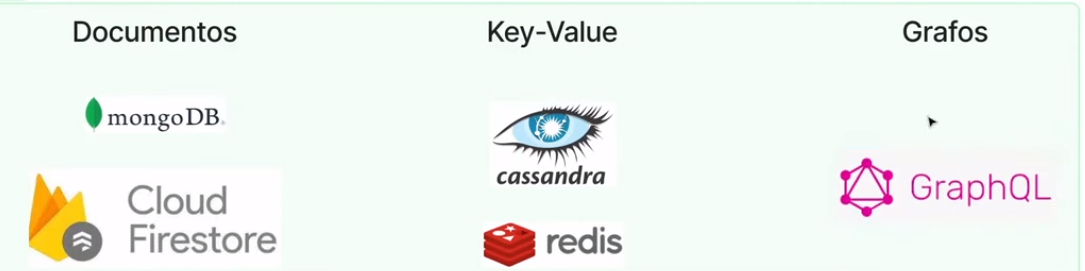 Documentos
mongoDB.
Cloud
Firestore
Key-Value
cassandra
redis
Grafos
GraphQL